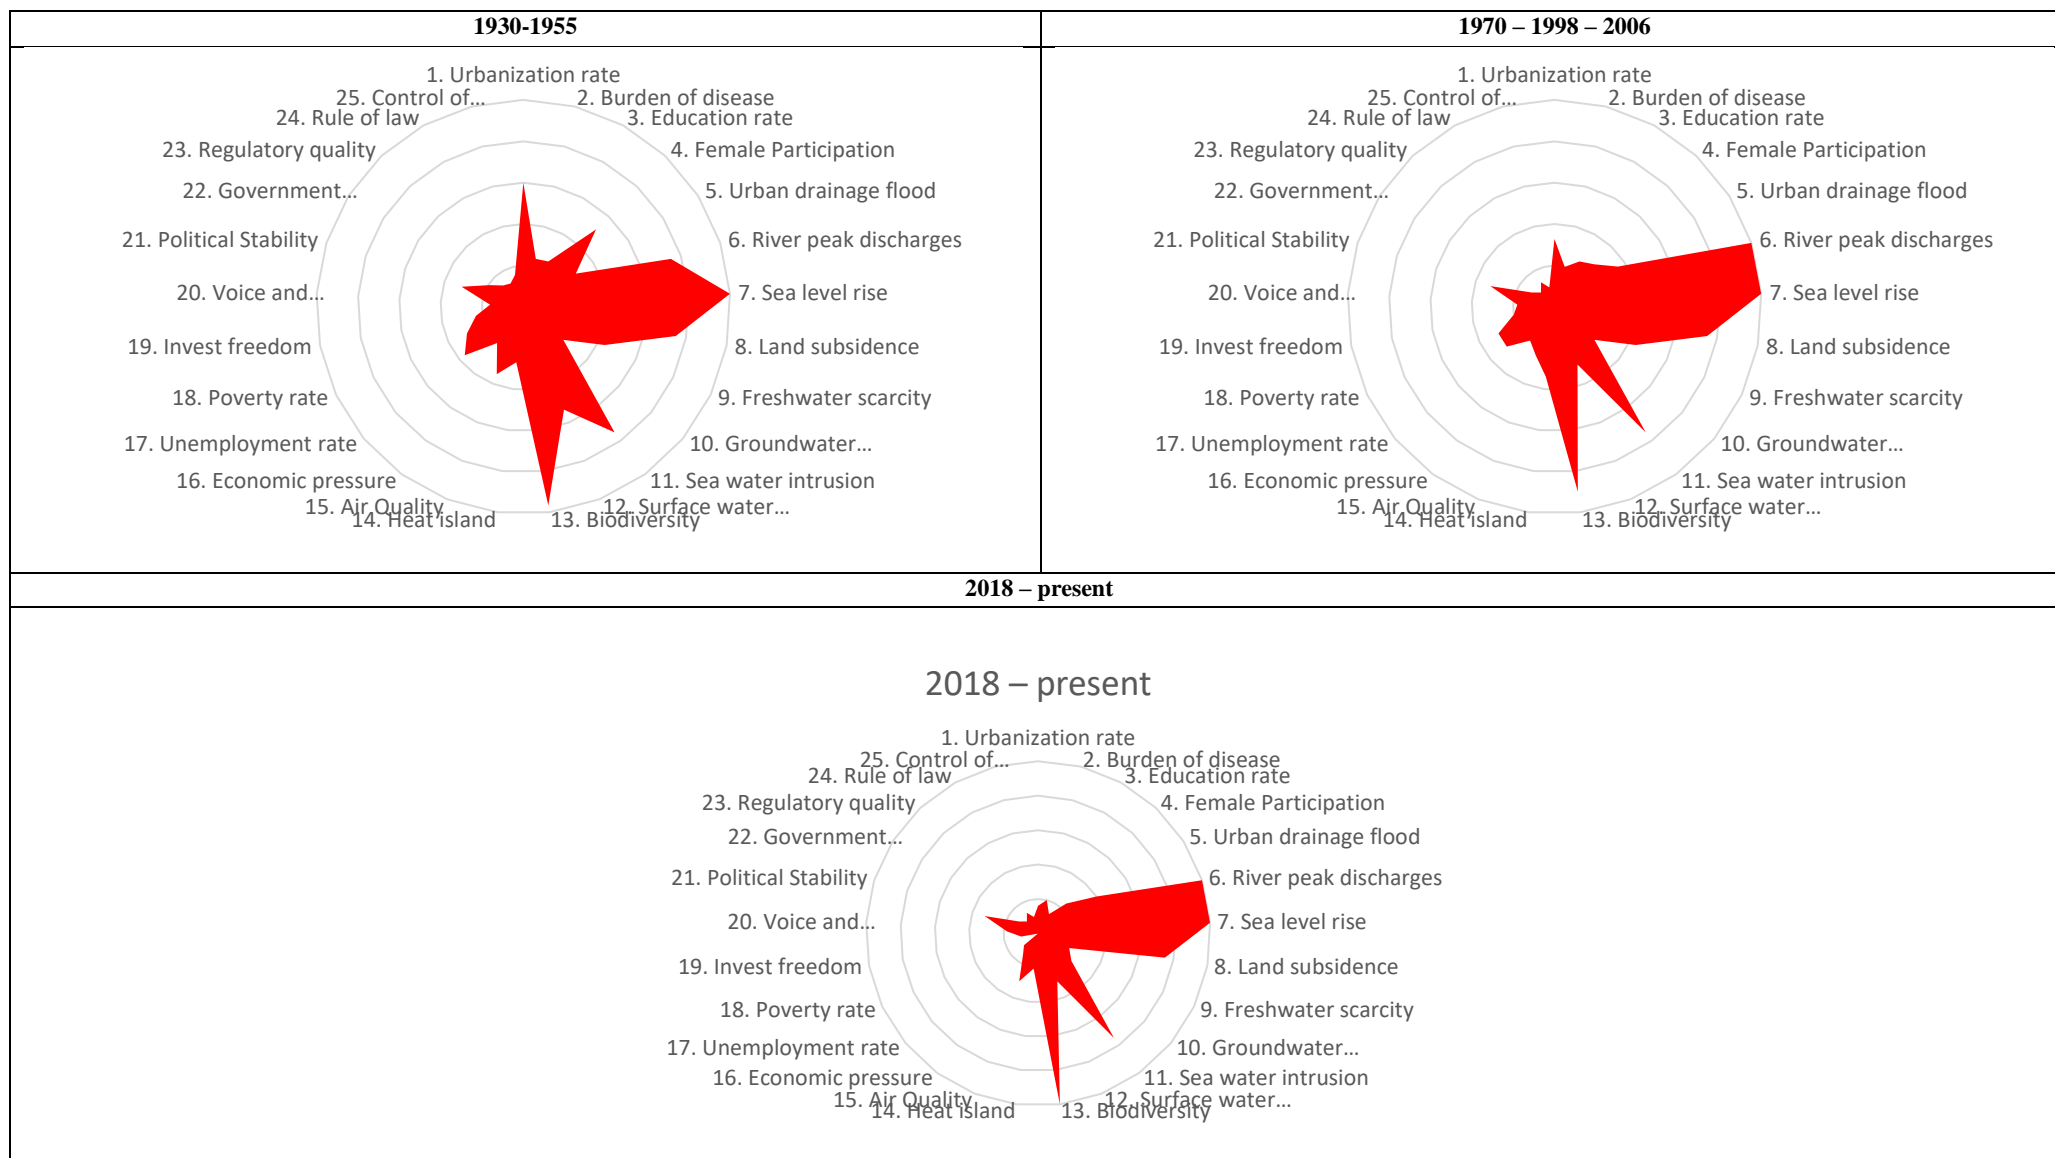 1930-1955
1970 – 1998 – 2006
1. Urbanization rate
2. Burden of disease
3. Education rate
4. Female Participation
5. Urban drainage flood
6. River peak discharges
7. Sea level rise
8. Land subsidence
9. Freshwater scarcity
10. Groundwater...
11. Sea water intrusion
12. Surface water...
13. Biodiversity
14. Heat island
15. Air Quality
16. Economic pressure
17. Unemployment rate
18. Poverty rate
19. Invest freedom
20. Voice and...
21. Political Stability
22. Government...
23. Regulatory quality
24. Rule of law
25. Control of...
1. Urbanization rate
2. Burden of disease
3. Education rate
4. Female Participation
5. Urban drainage flood
6. River peak discharges
7. Sea level rise
8. Land subsidence
9. Freshwater scarcity
10. Groundwater...
11. Sea water intrusion
12. Surface water...
13. Biodiversity
14. Heat island
15. Air Quality
16. Economic pressure
17. Unemployment rate
18. Poverty rate
19. Invest freedom
20. Voice and...
21. Political Stability
22. Government...
23. Regulatory quality
24. Rule of law
25. Control of...
2018 – present
2018 – present
1. Urbanization rate
2. Burden of disease
3. Education rate
4. Female Participation
5. Urban drainage flood
6. River peak discharges
7. Sea level rise
8. Land subsidence
9. Freshwater scarcity
10. Groundwater...
11. Sea water intrusion
12. Surface water...
13. Biodiversity
14. Heat island
15. Air Quality
16. Economic pressure
17. Unemployment rate
18. Poverty rate
19. Invest freedom
20. Voice and...
21. Political Stability
22. Government...
23. Regulatory quality
24. Rule of law
25. Control of...